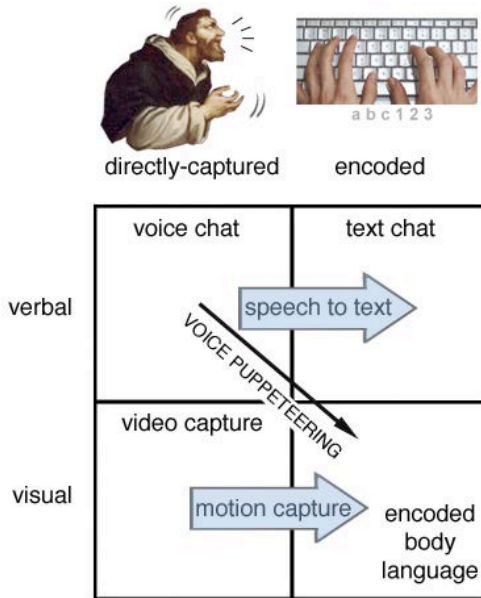 a b c 1 2 3
directly-captured encoded
voice chat text chat
verbal
speech to text
VOICE PUPPETEERING
video capture
visual
motion capture
encoded
body
language